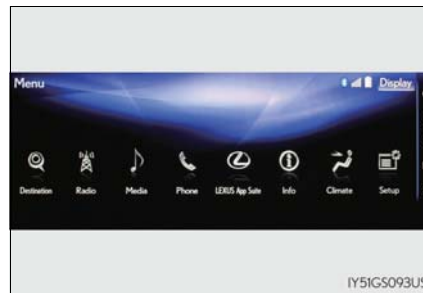 Menu
Display
Destination
Radio
Media
Phone
LEXUS App Suite
Info
Climate
Setup
IY51GS093US